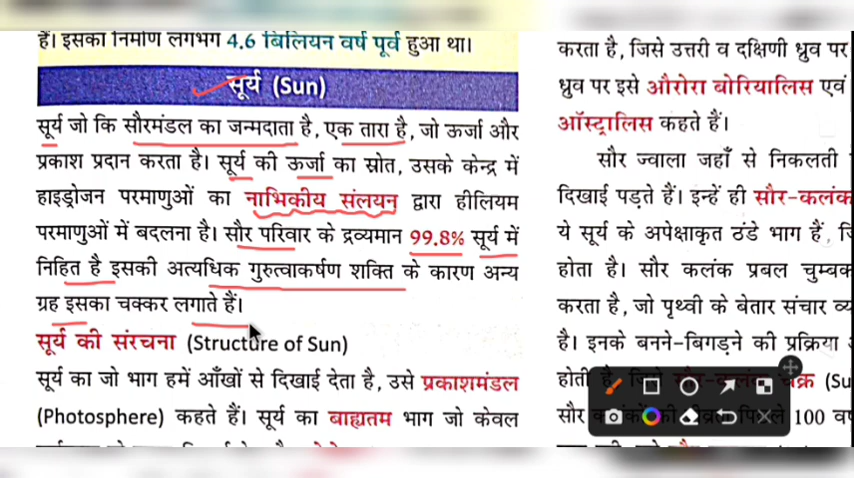 हैं। इसका निर्माण लगभग 4.6 बिलियन वर्ष पूर्व हुआ था।
सूर्य (Sun)
सूर्य जो कि सौरमंडल का जन्मदाता है, एक तारा है, जो ऊर्जा और
प्रकाश प्रदान करता है। सूर्य की ऊर्जा का स्रोत, उसके केन्द्र में
हाइड्रोजन परमाणुओं का नाभिकीय संलयन द्वारा हीलियम
परमाणुओं में बदलना है। सौर परिवार के द्रव्यमान 99.8% सूर्य में
निहित है इसकी अत्यधिक गुरुत्वाकर्षण शक्ति के कारण अन्य
ग्रह इसका चक्कर लगाते हैं।
सूर्य की संरचना (Structure of Sun)
सूर्य का जो भाग हमें आँखों से दिखाई देता है, उसे प्रकाशमंडल
(Photosphere) कहते हैं। सूर्य का बाह्यतम भाग जो केवल
करता है, जिसे उत्तरी व दक्षिणी ध्रुव पर
ध्रुव पर इसे औरोरा बोरियालिस एवं
ऑस्ट्रालिस कहते हैं।
सौर ज्वाला जहाँ से निकलती
दिखाई पड़ते हैं। इन्हें ही सौर-कलंक
ये सूर्य के अपेक्षाकृत ठंडे भाग हैं,
होता है। सौर कलंक प्रबल चुम्बक
करता है, जो पृथ्वी के बेतार संचार
है। इनके बनने-बिगड़ने की प्रक्रिया
होती है, जिसे सौर-कलंक चक्र (Su
सौर 100